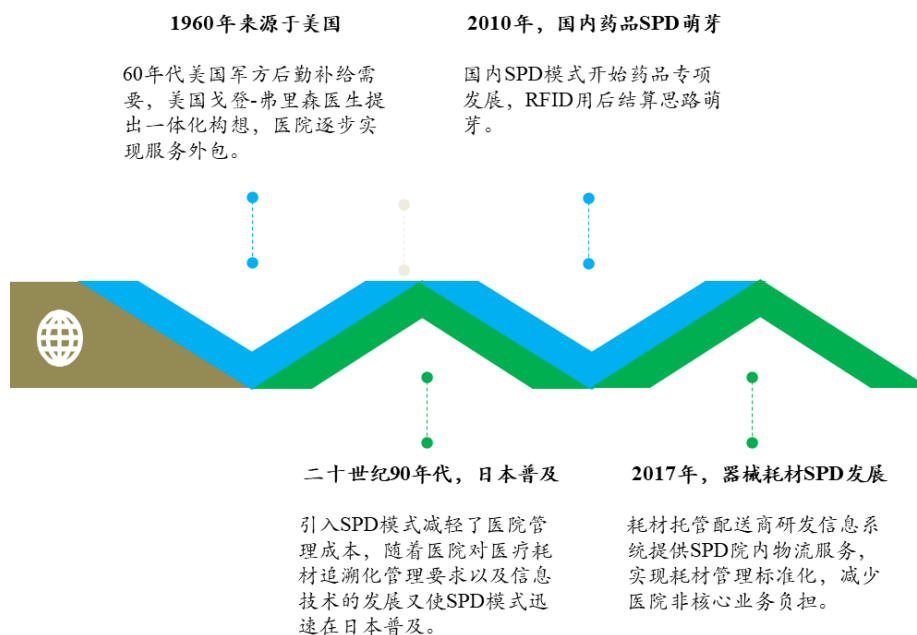 1960年来源于美国
60年代美国军方后勤补给需
要，美国戈登-弗里森医生提
出一体化构想，医院逐步实
现服务外包。
2010年，国内药品SPD萌芽
国内SPD模式开始药品专项
发展，RFID用后结算思路萌
芽。
二十世纪90年代，日本普及
引入SPD模式减轻了医院管
理成本，随着医院对医疗耗
材追溯化管理要求以及信息
技术的发展又使SPD模式迅
速在日本普及。
2017年，器械耗材SPD发展
耗材托管配送商研发信息系
统提供SPD院内物流服务，
实现耗材管理标准化，减少
医院非核心业务负担。